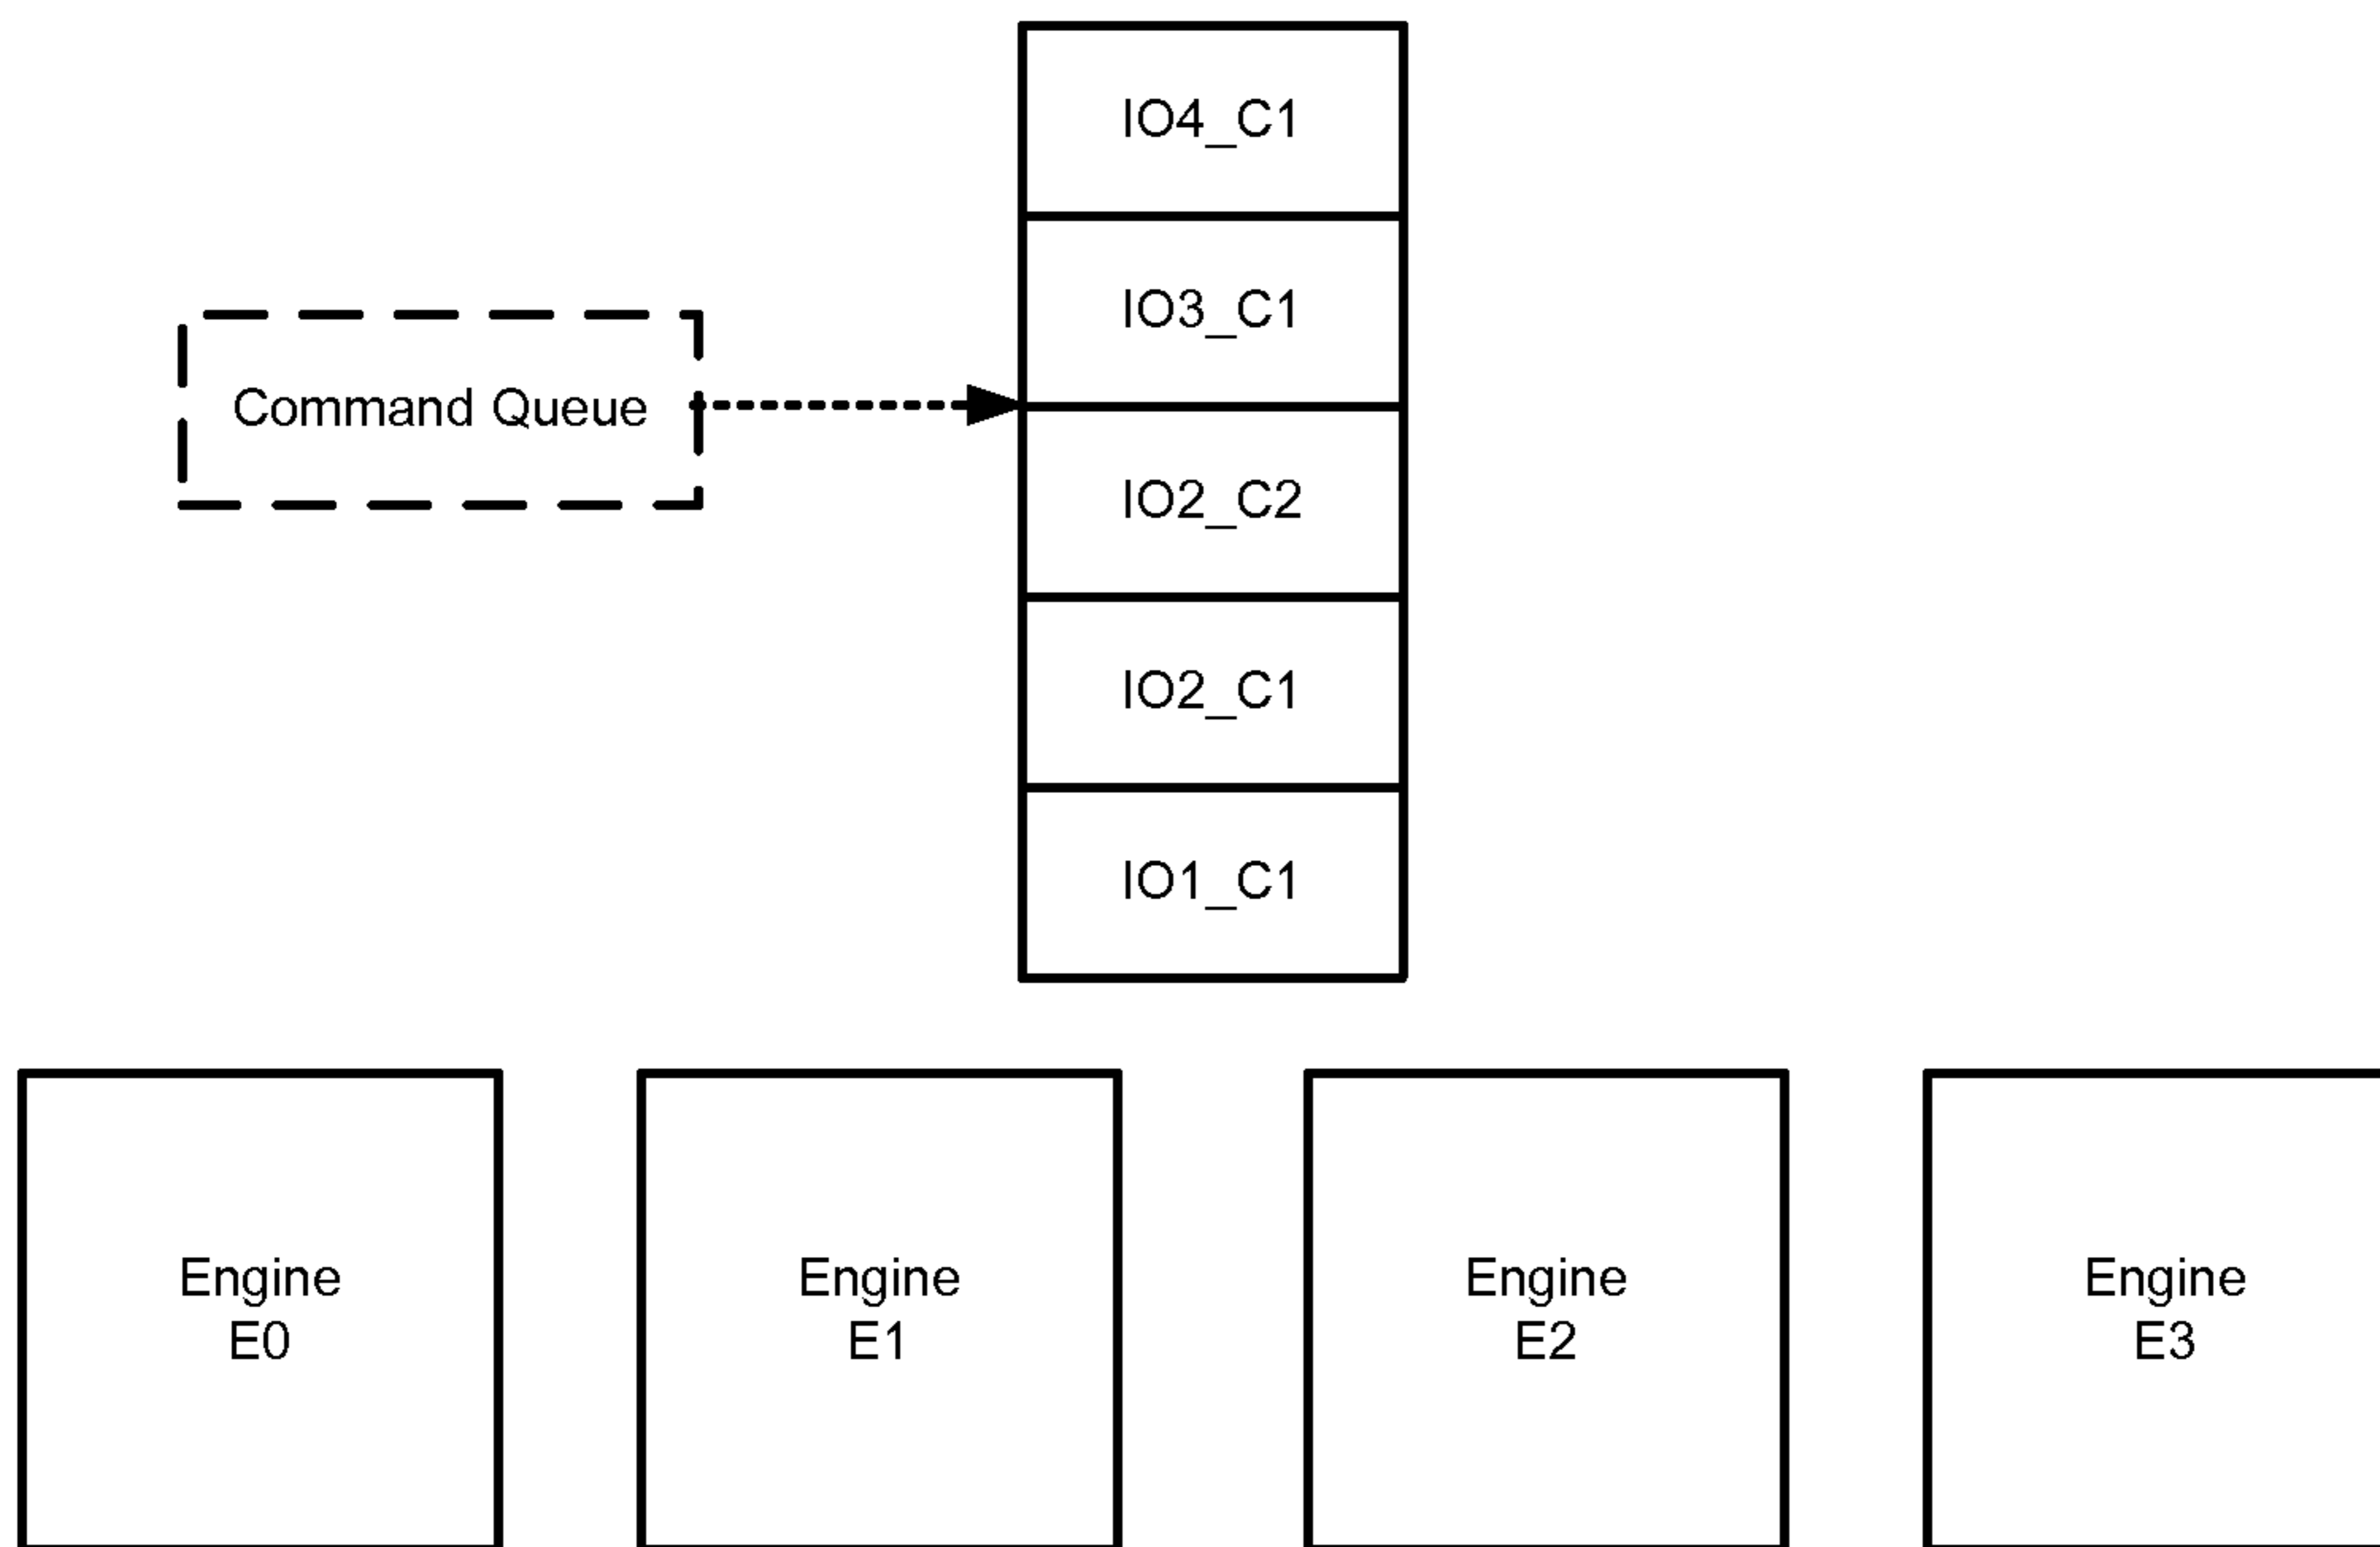 IO4_C1
IO3_C1
Command Queue
IO2_C2
IO2_C1
IO1_C1
Engine
E0
Engine
E1
Engine
E2
Engine
E3